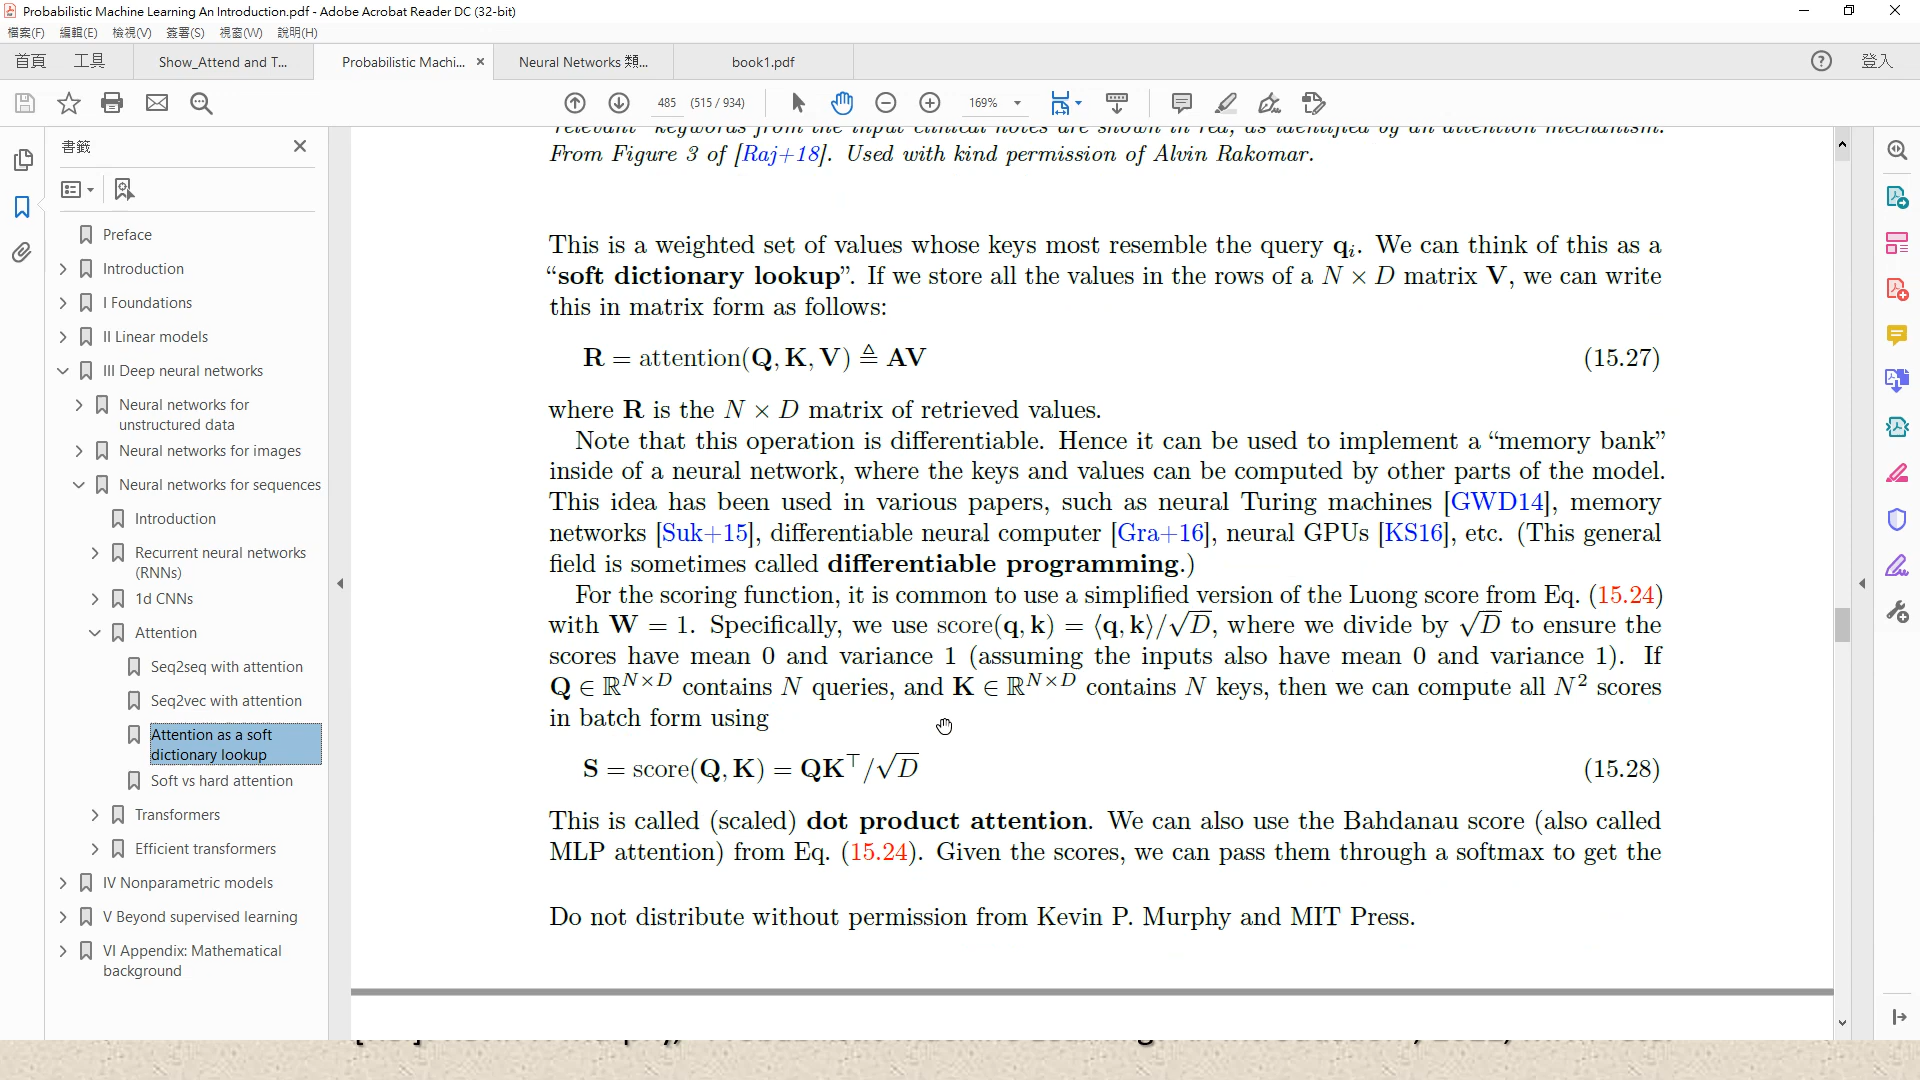 Probabilistic Machine Learning An Introduction.pdf - Adobe Acrobat Reader DC (32-bit)
檔案(F) 編輯(E) 檢視(V) 簽署(S) 視窗(W) 說明(H)
首頁 工具 Show_Attend and T... Probabilistic Machi... Neural Networks 類... book1.pdf 登入
485 (515 / 934) 169%
書籤
Preface
Introduction
I Foundations
II Linear models
III Deep neural networks
Neural networks for
unstructured data
Neural networks for images
Neural networks for sequences
Introduction
Recurrent neural networks
(RNNs)
1d CNNs
Attention
Seq2seq with attention
Seq2vec with attention
Attention as a soft
dictionary lookup
Soft vs hard attention
Transformers
Efficient transformers
IV Nonparametric models
V Beyond supervised learning
VI Appendix: Mathematical
background
relevant keywords from the input clinical notes are shown in red, as identified by an attention mechanism.
From Figure 3 of [Raj+18]. Used with kind permission of Alvin Rakomar.
This is a weighted set of values whose keys most resemble the query qᵢ. We can think of this as a
“soft dictionary lookup”. If we store all the values in the rows of a N × D matrix V, we can write
this in matrix form as follows:
R = attention(Q, K, V) ≜ AV (15.27)
where R is the N × D matrix of retrieved values.
Note that this operation is differentiable. Hence it can be used to implement a “memory bank”
inside of a neural network, where the keys and values can be computed by other parts of the model.
This idea has been used in various papers, such as neural Turing machines [GWD14], memory
networks [Suk+15], differentiable neural computer [Gra+16], neural GPUs [KS16], etc. (This general
field is sometimes called differentiable programming.)
For the scoring function, it is common to use a simplified version of the Luong score from Eq. (15.24)
with W = 1. Specifically, we use score(q, k) = ⟨q, k⟩/√D, where we divide by √D to ensure the
scores have mean 0 and variance 1 (assuming the inputs also have mean 0 and variance 1). If
Q ∈ ℝ^{N×D} contains N queries, and K ∈ ℝ^{N×D} contains N keys, then we can compute all N² scores
in batch form using
S = score(Q, K) = QK⊤/√D (15.28)
This is called (scaled) dot product attention. We can also use the Bahdanau score (also called
MLP attention) from Eq. (15.24). Given the scores, we can pass them through a softmax to get the
Do not distribute without permission from Kevin P. Murphy and MIT Press.